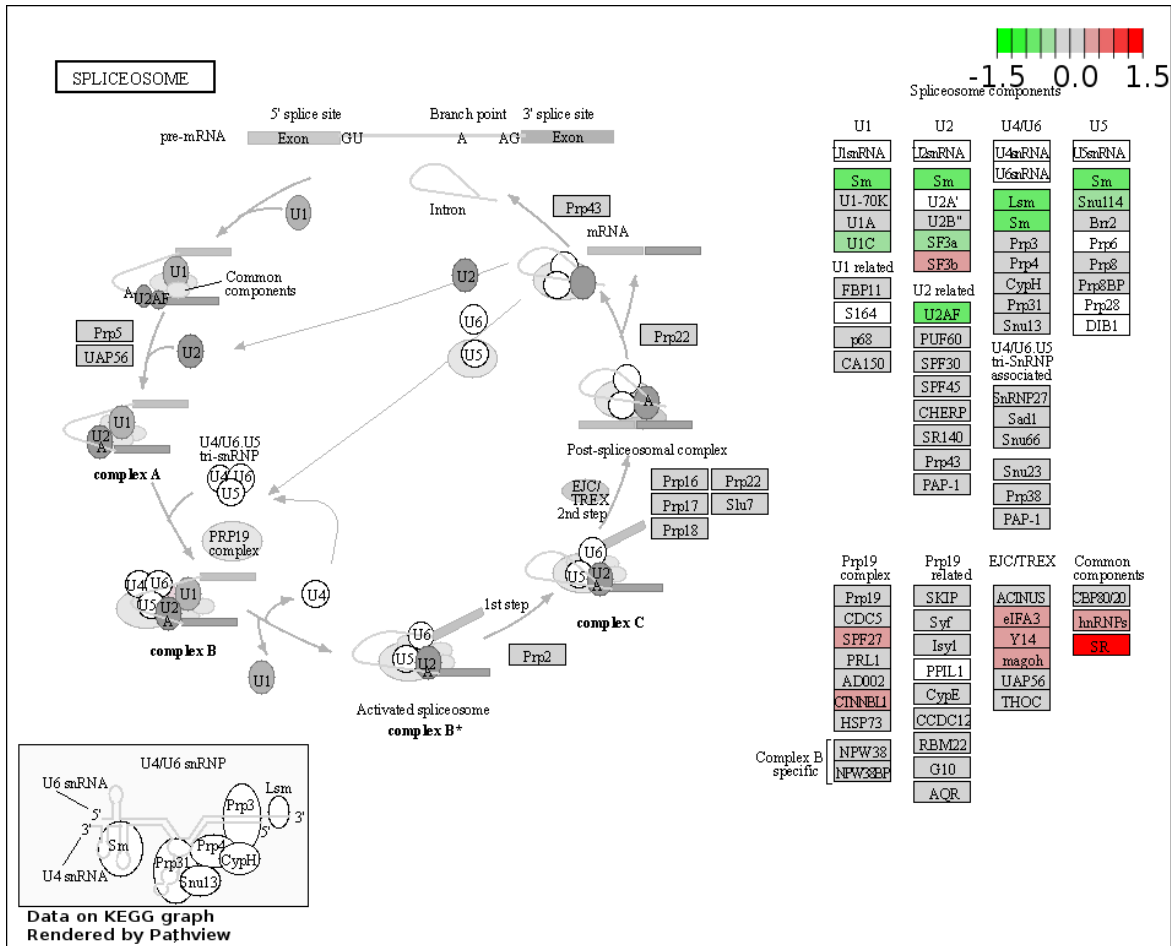 SPLICEOSOME
-1.5 0.0 1.5
Spliceosome components
5' splice site
Branch point
3' splice site
pre-mRNA
Exon
GU
A
AG
Exon
U1
Intron
Prp43
mRNA
U1
A
U2AF
Common
components
U2
U6
U5
Prp5
UAP56
U2
Prp22
U1
U2
A
complex A
U4/U6.U5
tri-snRNP
U4
U6
U5
A
Post-spliceosomal complex
EJC/
TREX
2nd step
Prp16
Prp22
Prp17
Slu7
Prp18
PRP19
complex
U4
U6
U1
U5
U2
A
complex B
U4
U1
U6
U5
U2
A
complex C
1st step
U6
U5
U2
A
Prp2
Activated spliceosome
complex B*
U1
U1snRNA
Sm
U1-70K
U1A
U1C
U1 related
FBP11
S164
p68
CA150
U2
U2snRNA
Sm
U2A'
U2B"
SF3a
SF3b
U2 related
U2AF
PUF60
SPF30
SPF45
CHERP
SR140
Prp43
PAP-1
U4/U6
U4snRNA
U6snRNA
Lsm
Sm
Prp3
Prp4
CypH
Prp31
Snu13
U4/U6.U5
tri-SnRNP
associated
SnRNP27
Sad1
Snu66
Snu23
Prp38
PAP-1
U5
U5snRNA
Sm
Snu114
Brr2
Prp6
Prp8
Prp8BP
Prp28
DIB1
Prp19
complex
Prp19
CDC5
SPF27
PRL1
AD002
CTNNBL1
HSP73
Complex B
specific
NPW38
NPW38BP
Prp19
related
SKIP
Syf
Isy1
PPIL1
CypE
CCDC12
RBM22
G10
AQR
EJC/TREX
ACINUS
eIFA3
Y14
magoh
UAP56
THOC
Common
components
CBP80/20
hnRNPs
SR
U4/U6 snRNP
U6 snRNA
5'
3'
Sm
U4 snRNA
Prp31
Prp4
Snu13
CypH
Prp3
Lsm
5'
3'
Data on KEGG graph
Rendered by Pathview